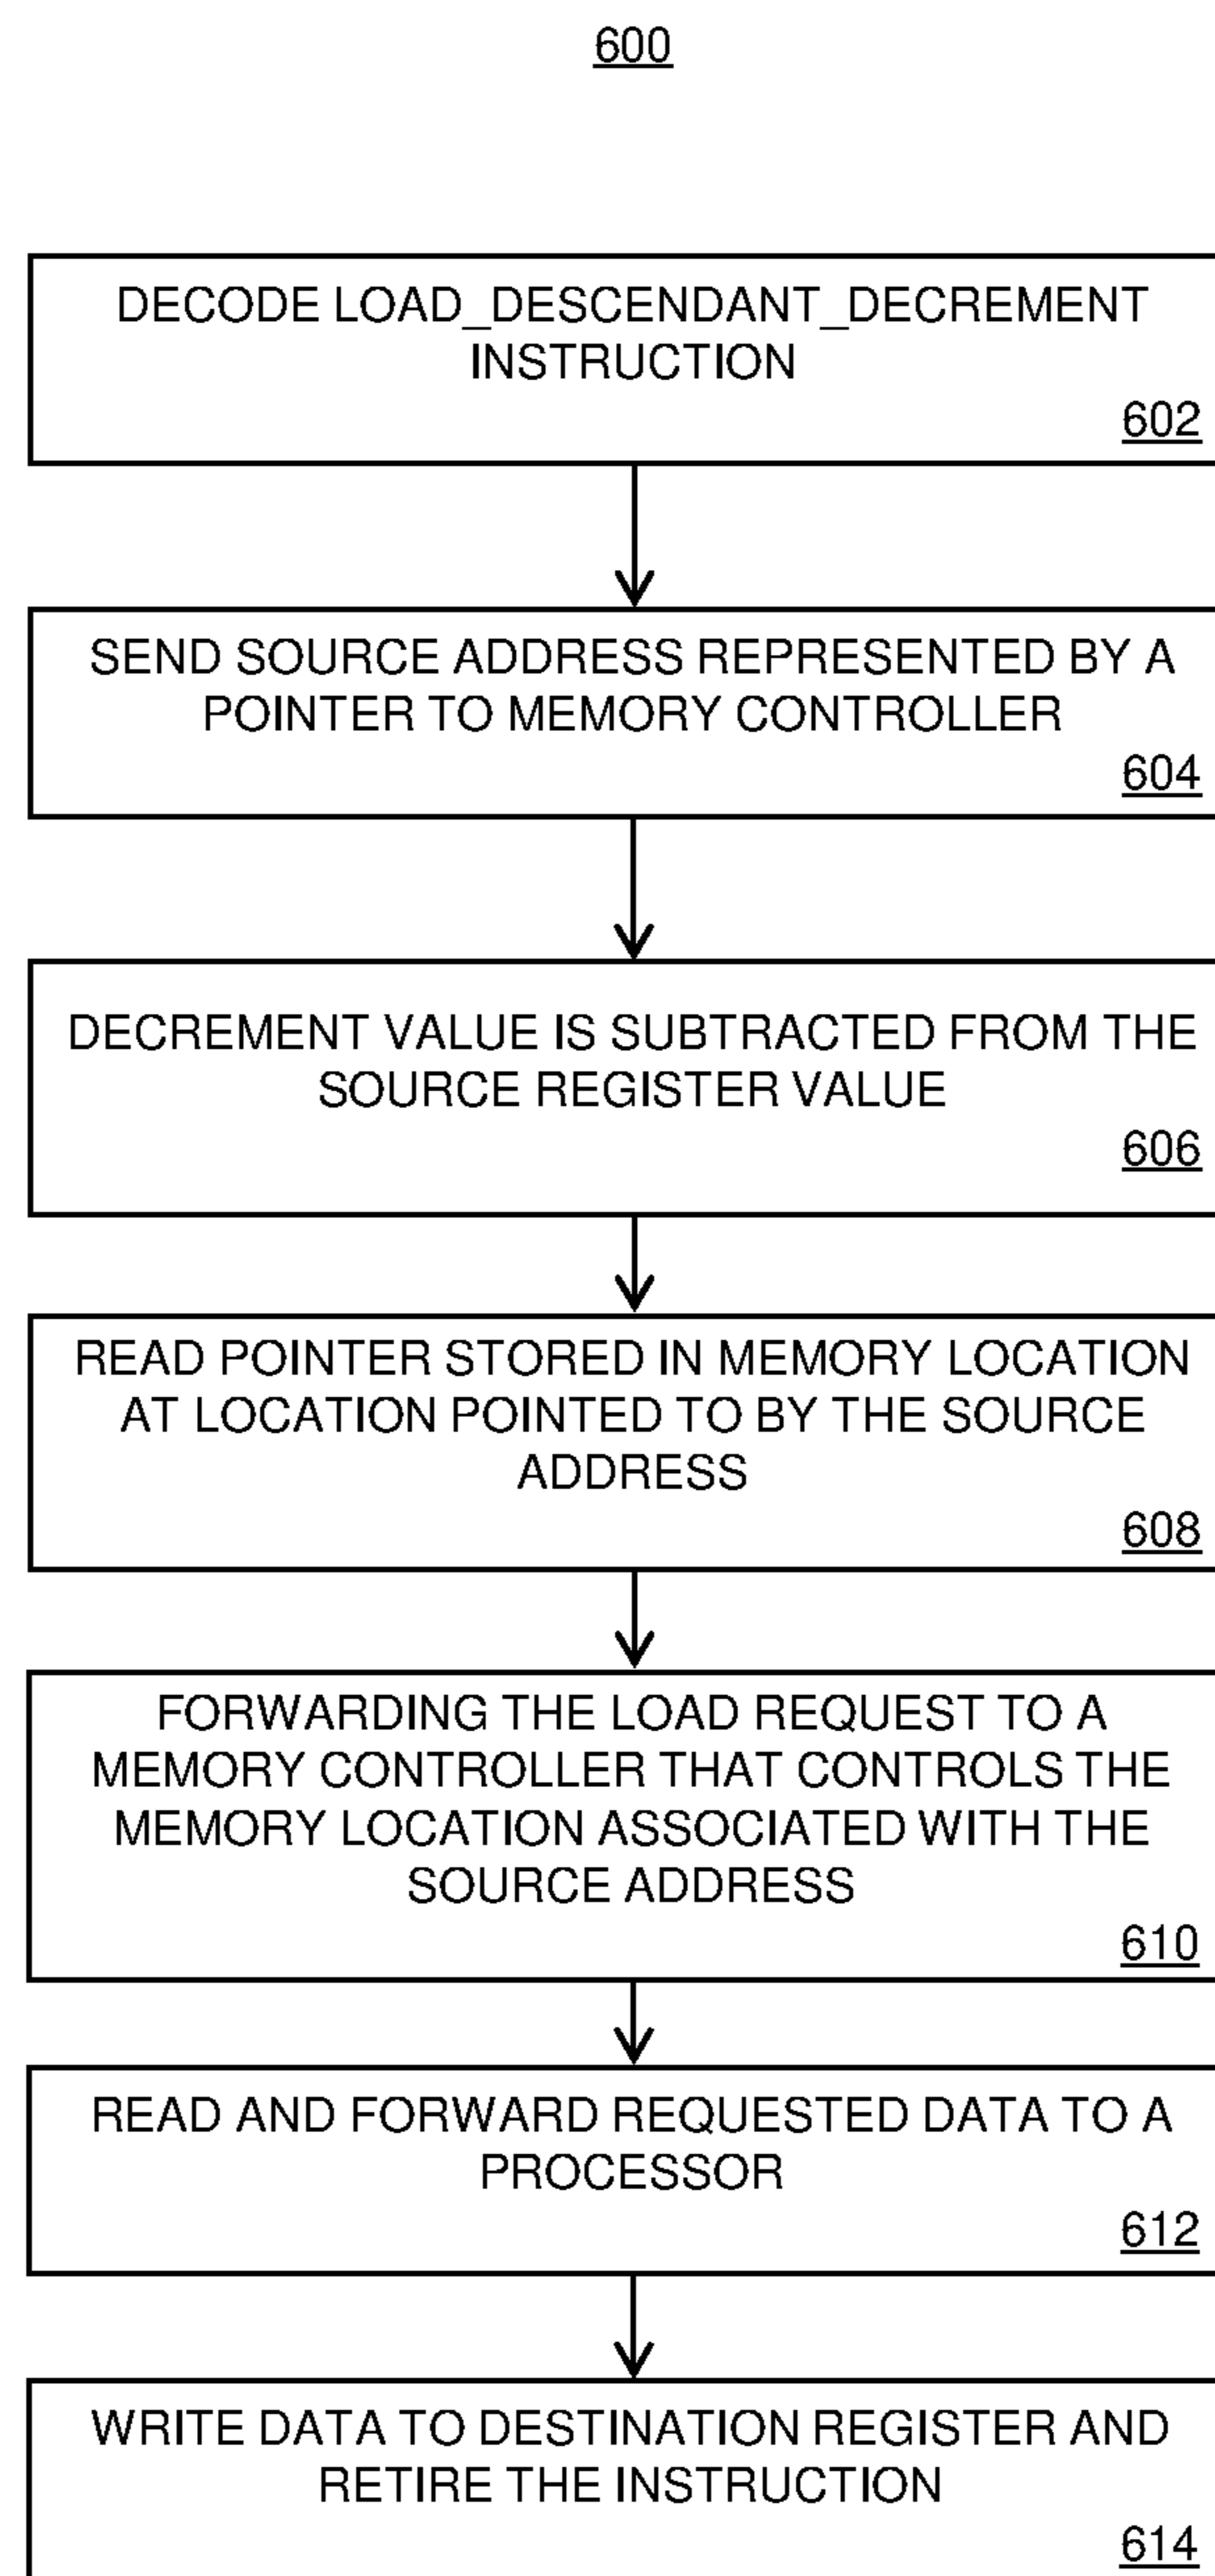 600
DECODE LOAD_DESCENDANT_DECREMENT
INSTRUCTION
602
SEND SOURCE ADDRESS REPRESENTED BY A
POINTER TO MEMORY CONTROLLER
604
DECREMENT VALUE IS SUBTRACTED FROM THE
SOURCE REGISTER VALUE
606
READ POINTER STORED IN MEMORY LOCATION
AT LOCATION POINTED TO BY THE SOURCE
ADDRESS
608
FORWARDING THE LOAD REQUEST TO A
MEMORY CONTROLLER THAT CONTROLS THE
MEMORY LOCATION ASSOCIATED WITH THE
SOURCE ADDRESS
610
READ AND FORWARD REQUESTED DATA TO A
PROCESSOR
612
WRITE DATA TO DESTINATION REGISTER AND
RETIRE THE INSTRUCTION
614